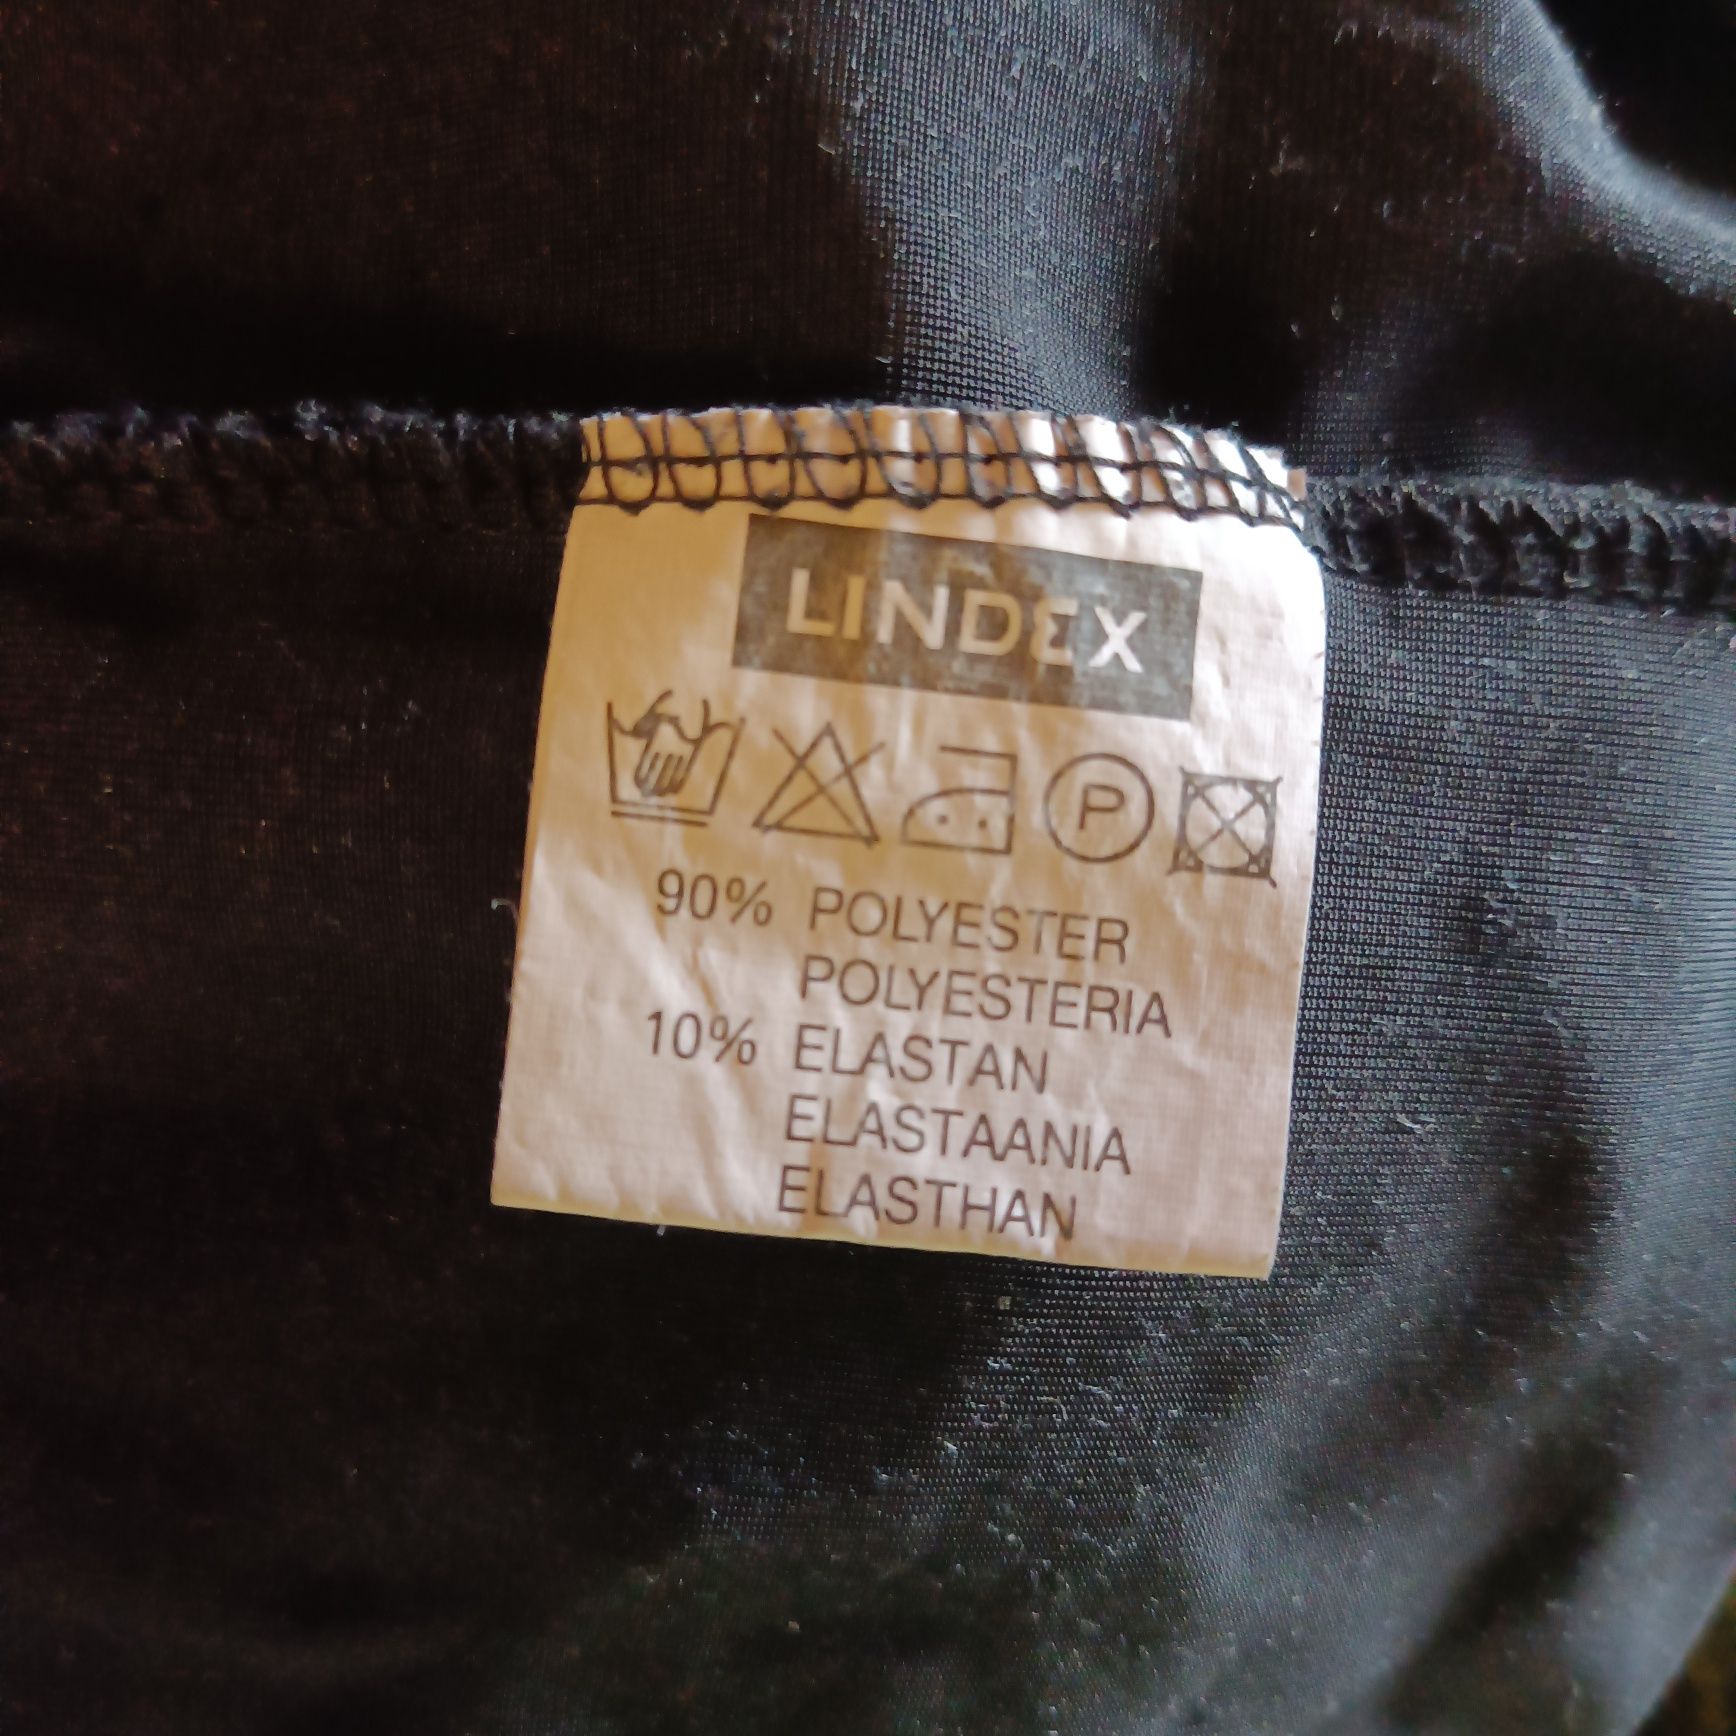 LINDEX
P
90% POLYESTER
POLYESTERIA
10% ELASTAN
ELASTAANIA
ELASTHAN